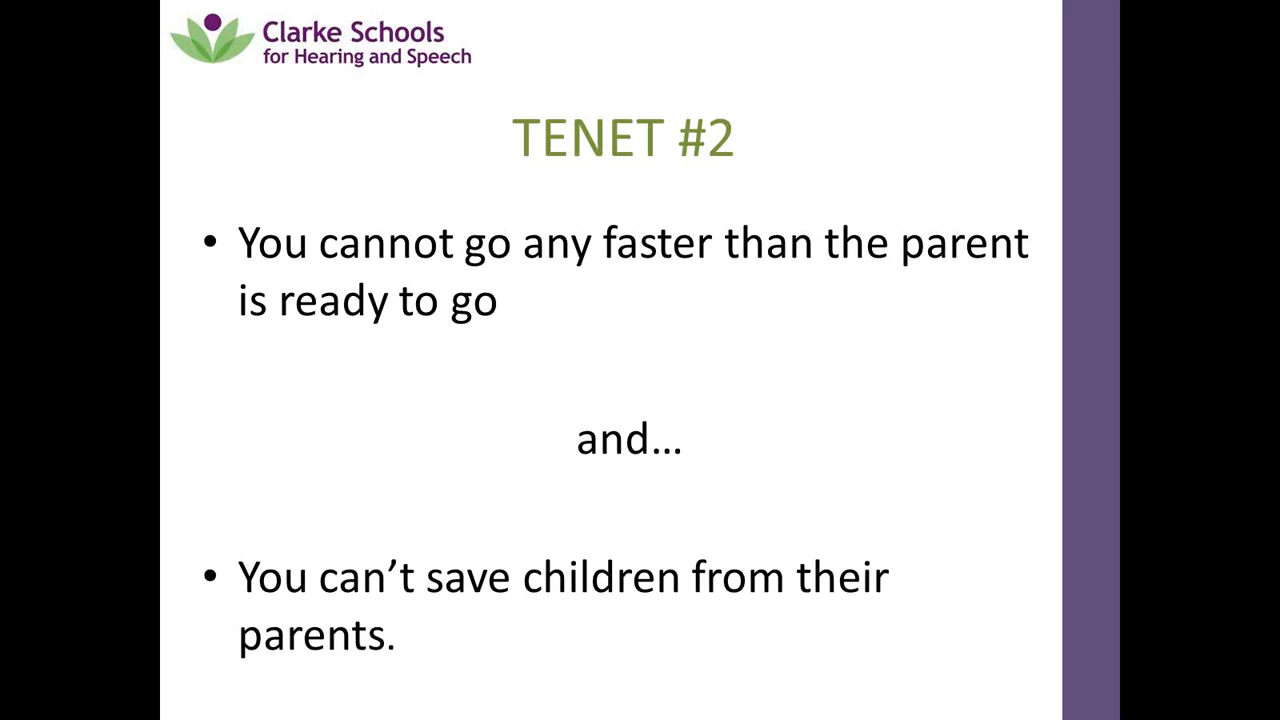 Clarke Schools
for Hearing and Speech
TENET #2
• You cannot go any faster than the parent
is ready to go
and…
• You can’t save children from their
parents.